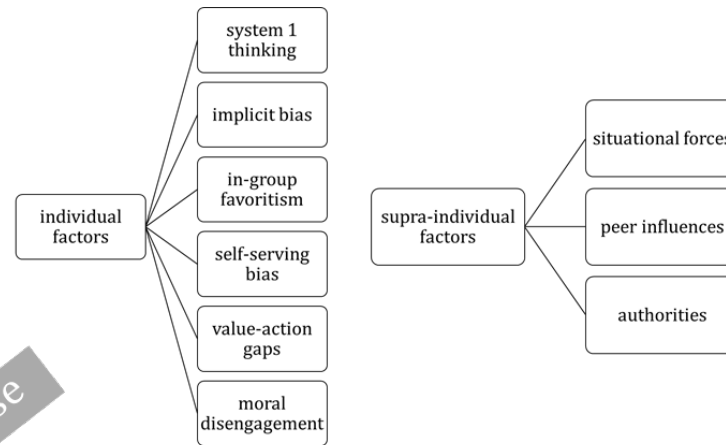 individual
factors
system 1
thinking
implicit bias
in-group
favoritism
self-serving
bias
value-action
gaps
moral
disengagement
supra-individual
factors
situational forces
peer influences
authorities